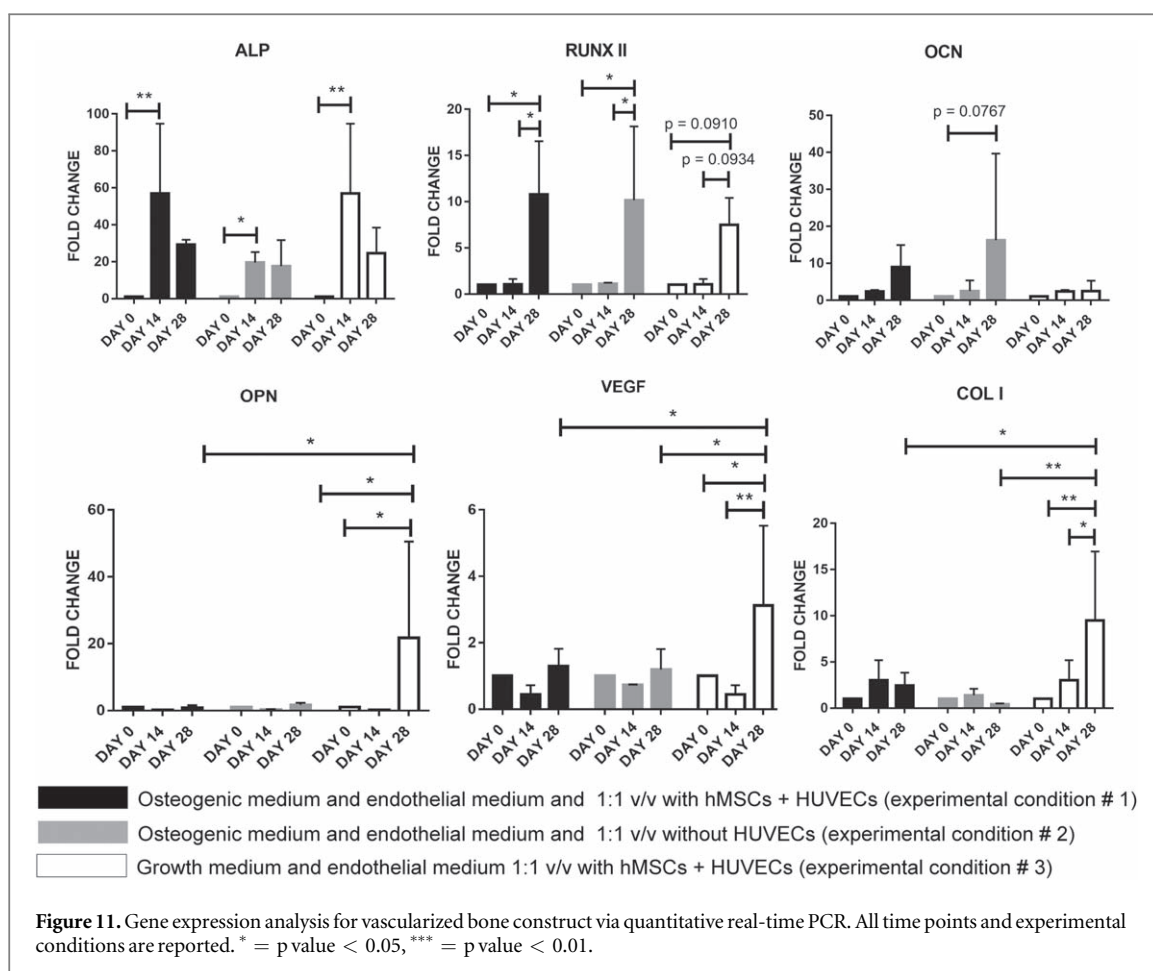 ALP
**
**
*
FOLD CHANGE
100
80
60
40
20
0
DAY 0
DAY 14
DAY 28
DAY 0
DAY 14
DAY 28
DAY 0
DAY 14
DAY 28
RUNX II
*
*
*
*
p = 0.0910
p = 0.0934
FOLD CHANGE
20
15
10
5
0
DAY 0
DAY 14
DAY 28
DAY 0
DAY 14
DAY 28
DAY 0
DAY 14
DAY 28
OCN
p = 0.0767
FOLD CHANGE
50
40
30
20
10
0
DAY 0
DAY 14
DAY 28
DAY 0
DAY 14
DAY 28
DAY 0
DAY 14
DAY 28
OPN
*
*
*
FOLD CHANGE
60
40
20
0
DAY 0
DAY 14
DAY 28
DAY 0
DAY 14
DAY 28
DAY 0
DAY 14
DAY 28
VEGF
*
*
*
**
FOLD CHANGE
6
4
2
0
DAY 0
DAY 14
DAY 28
DAY 0
DAY 14
DAY 28
DAY 0
DAY 14
DAY 28
COL I
*
**
**
*
FOLD CHANGE
20
15
10
5
0
DAY 0
DAY 14
DAY 28
DAY 0
DAY 14
DAY 28
DAY 0
DAY 14
DAY 28
Osteogenic medium and endothelial medium and 1:1 v/v with hMSCs + HUVECs (experimental condition # 1)
Osteogenic medium and endothelial medium and 1:1 v/v without HUVECs (experimental condition # 2)
Growth medium and endothelial medium 1:1 v/v with hMSCs + HUVECs (experimental condition # 3)
Figure 11. Gene expression analysis for vascularized bone construct via quantitative real-time PCR. All time points and experimental
conditions are reported. * = p value < 0.05, *** = p value < 0.01.